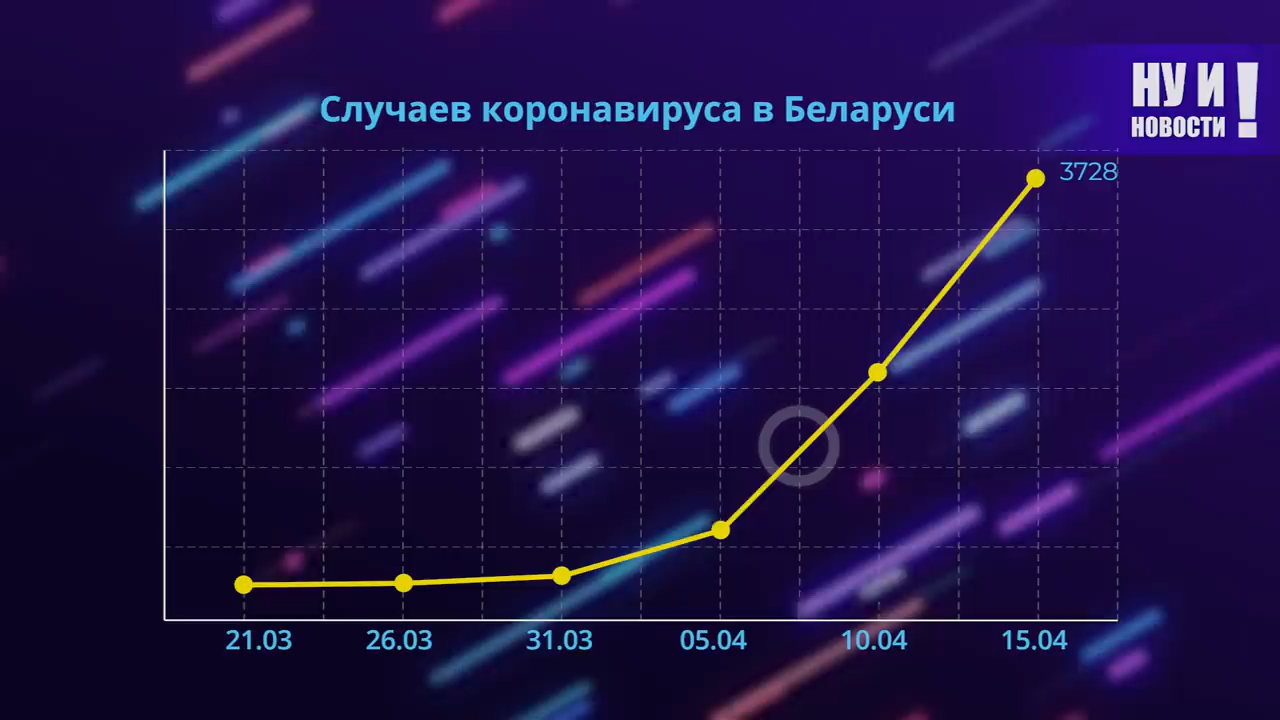 НУ И !
НОВОСТИ
Случаев коронавируса в Беларуси
3728
21.03 26.03 31.03 05.04 10.04 15.04